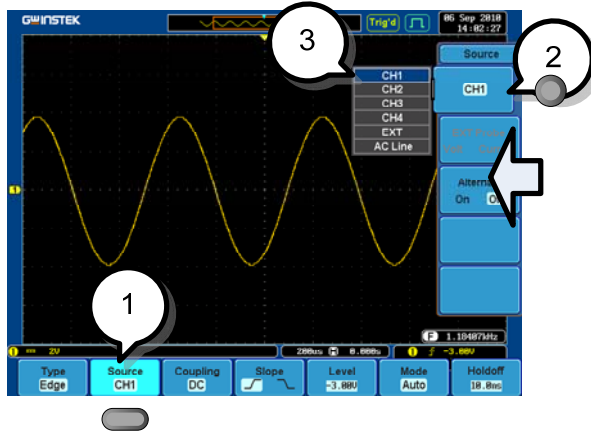 GWINSTEK
Trig'd
06 Sep 2010
14:02:27
3
2
1
Source
CH1
CH1
CH2
CH3
CH4
EXT
AC Line
On
1
F 1.10407kHz
1 2V
200us H 0.000s
1 -3.00V
Type
Edge
Source
CH1
Coupling
DC
Slope
Level
-3.00V
Mode
Auto
Holdoff
10.0ms